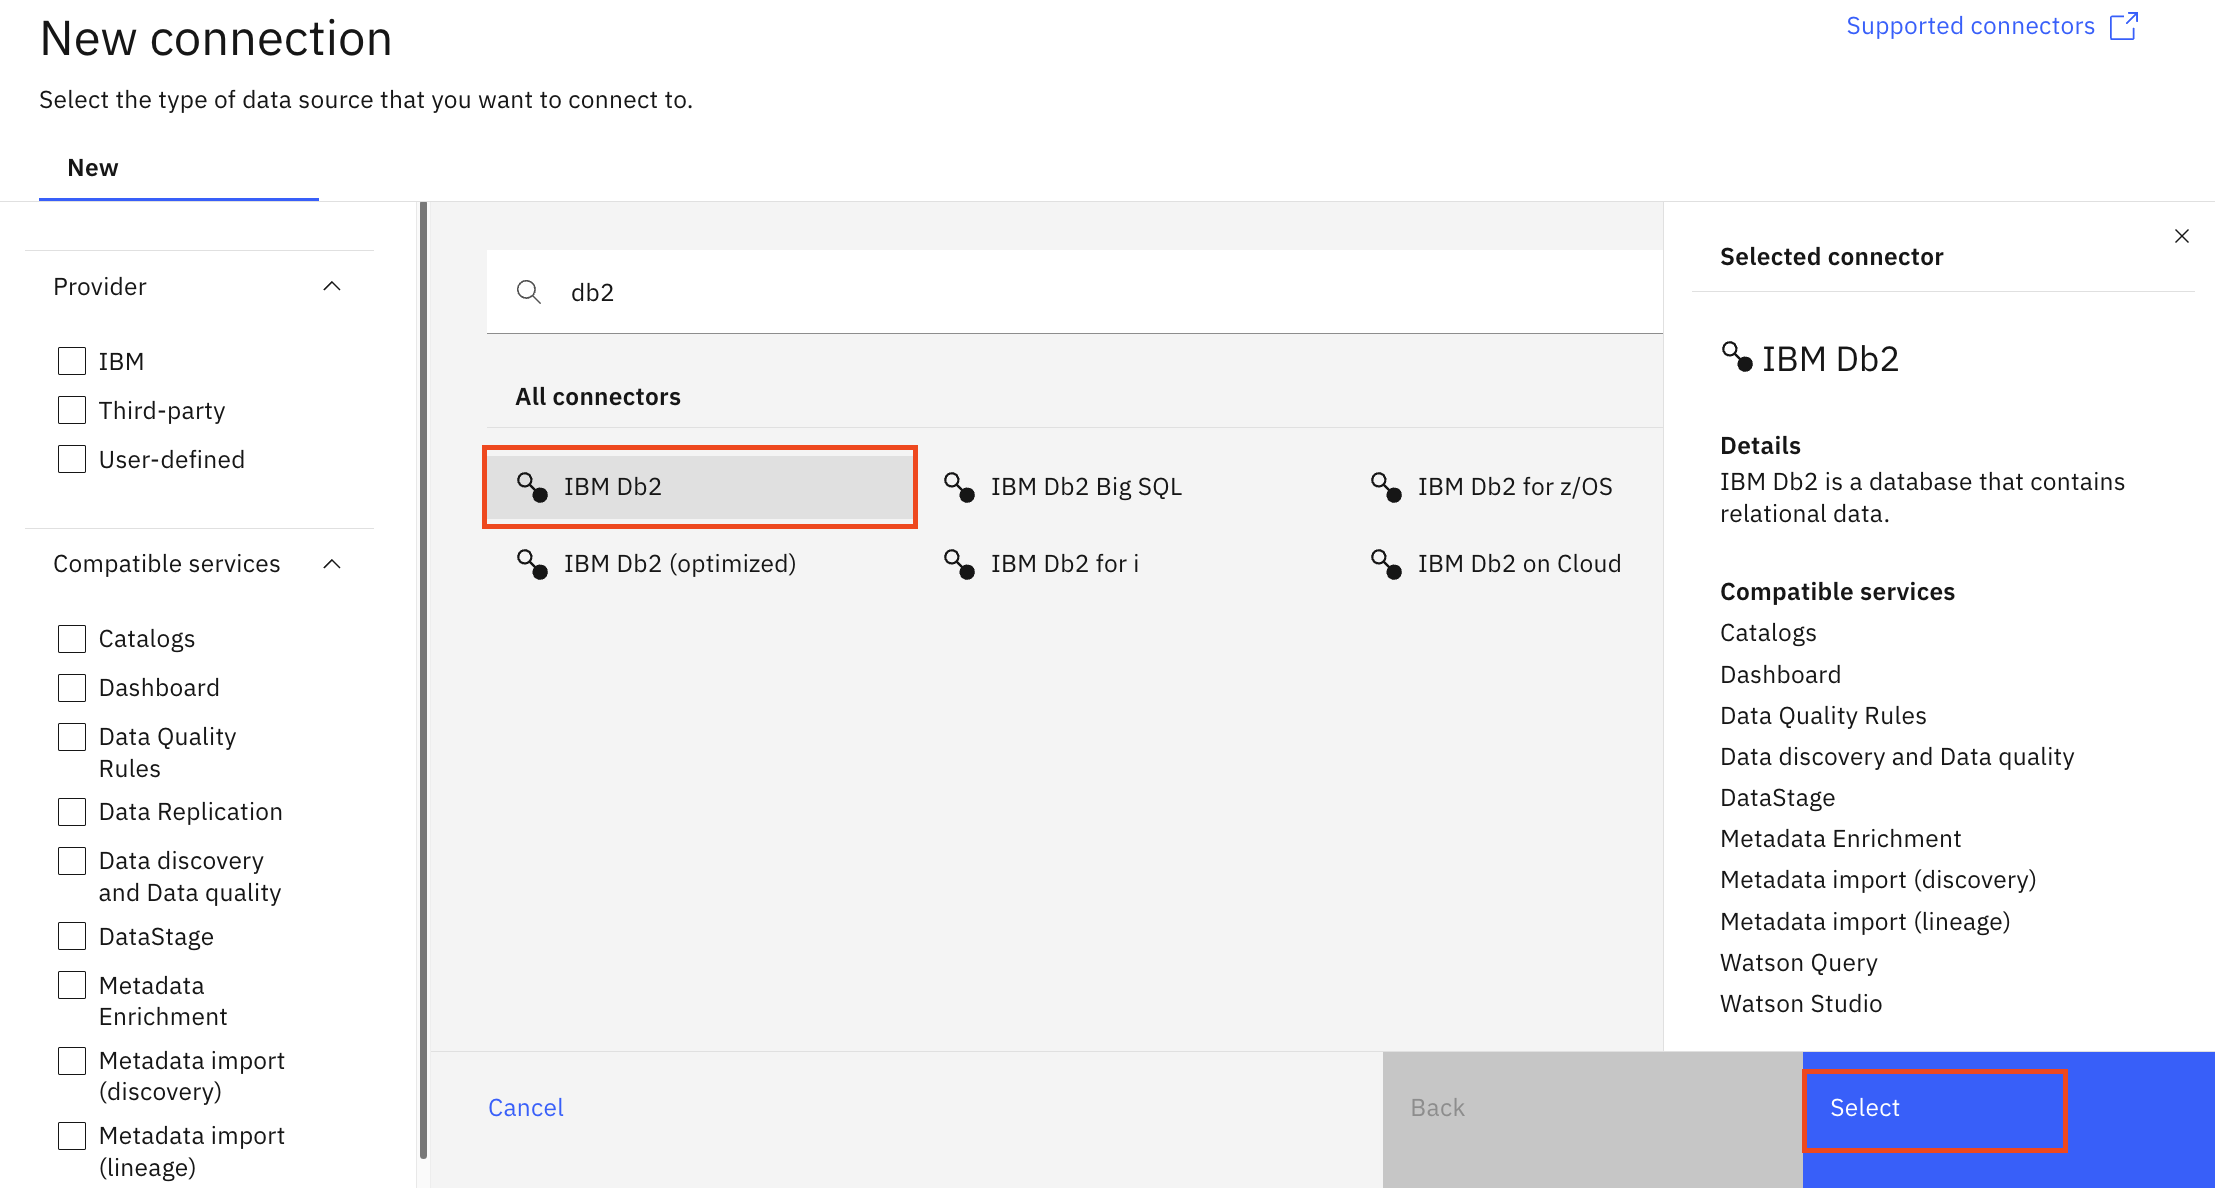 New connection
Supported connectors
Select the type of data source that you want to connect to.
New
Provider
IBM
Third-party
User-defined
Compatible services
Catalogs
Dashboard
Data Quality
Rules
Data Replication
Data discovery
and Data quality
DataStage
Metadata
Enrichment
Metadata import
(discovery)
Metadata import
(lineage)
db2
All connectors
IBM Db2
IBM Db2 Big SQL
IBM Db2 for z/OS
IBM Db2 (optimized)
IBM Db2 for i
IBM Db2 on Cloud
Selected connector
IBM Db2
Details
IBM Db2 is a database that contains
relational data.
Compatible services
Catalogs
Dashboard
Data Quality Rules
Data discovery and Data quality
DataStage
Metadata Enrichment
Metadata import (discovery)
Metadata import (lineage)
Watson Query
Watson Studio
Cancel
Back
Select